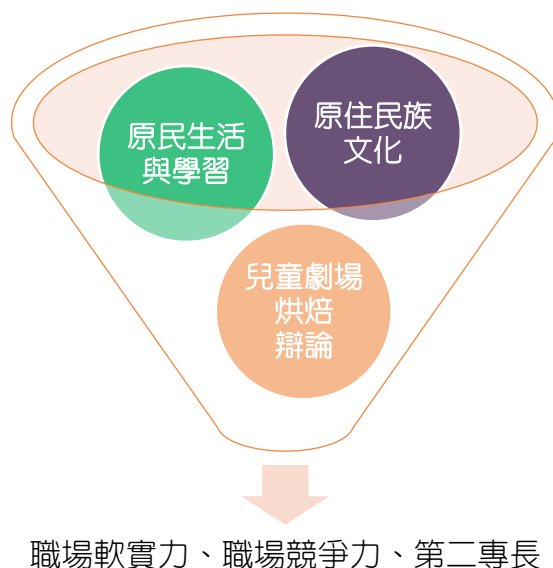 原民生活
與學習
原住民族
文化
兒童劇場
烘焙
辯論
職場軟實力、職場競爭力、第二專長